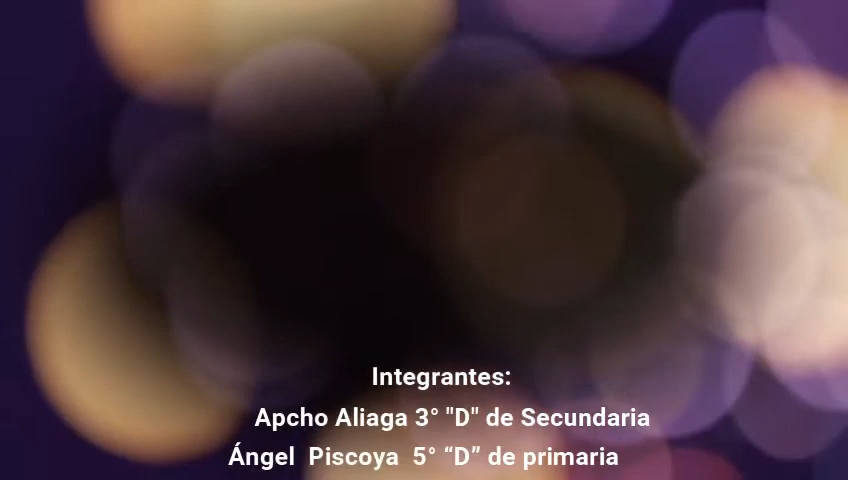 Integrantes:
Apcho Aliaga 3° "D" de Secundaria
Ángel  Piscoya  5° “D” de primaria